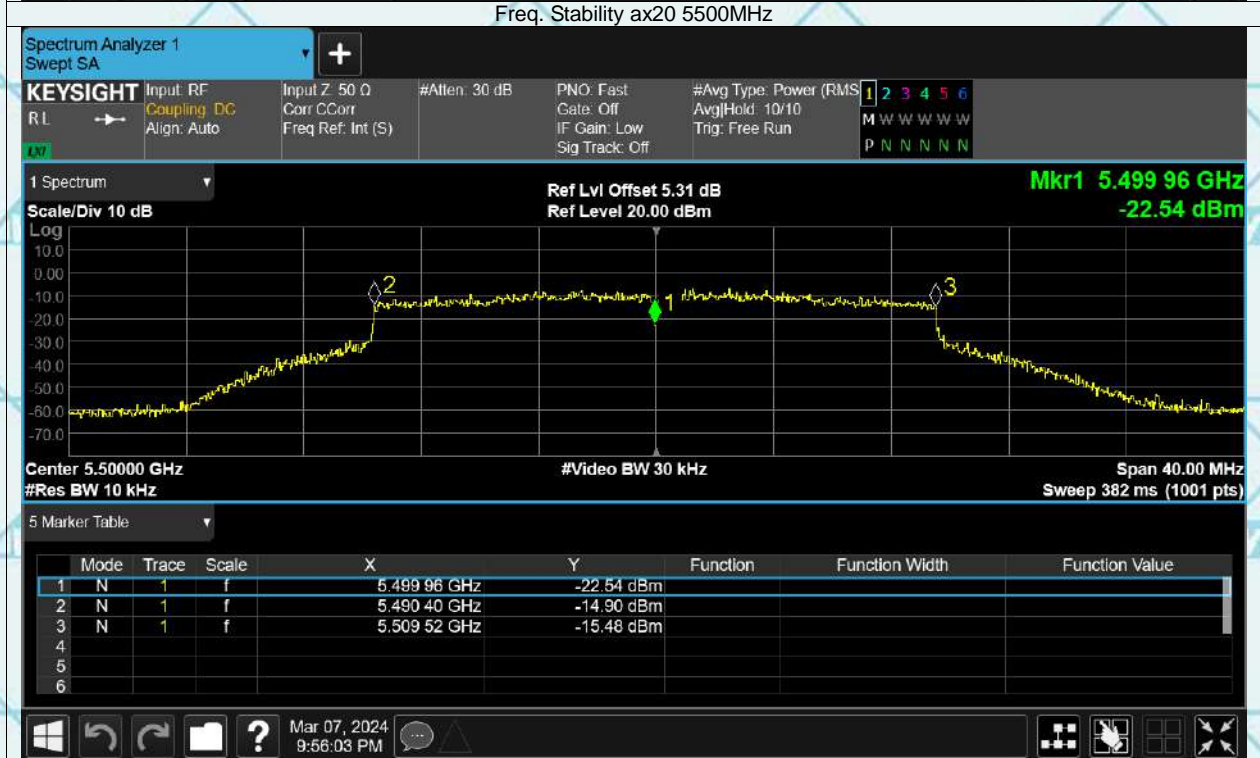 Freq. Stability ax20 5500MHz
Spectrum Analyzer 1
Swept SA
+
KEYSIGHT
RL
LXI
Input: RF
Coupling: DC
Align: Auto
Input Z: 50 Ω
Corr CCorr
Freq Ref: Int (S)
#Atten: 30 dB
PNO: Fast
Gate: Off
IF Gain: Low
Sig Track: Off
#Avg Type: Power (RMS
Avg|Hold: 10/10
Trig: Free Run
1 2 3 4 5 6
M W W W W W
P N N N N N
1 Spectrum
Scale/Div 10 dB
Ref Lvl Offset 5.31 dB
Ref Level 20.00 dBm
Mkr1 5.499 96 GHz
-22.54 dBm
Log
10.0
0.00
-10.0
-20.0
-30.0
-40.0
-50.0
-60.0
-70.0
2
1
3
Center 5.50000 GHz
#Res BW 10 kHz
#Video BW 30 kHz
Span 40.00 MHz
Sweep 382 ms (1001 pts)
5 Marker Table
Mode Trace Scale X Y Function Function Width Function Value
1 N 1 f 5.499 96 GHz -22.54 dBm
2 N 1 f 5.490 40 GHz -14.90 dBm
3 N 1 f 5.509 52 GHz -15.48 dBm
4
5
6
?
Mar 07, 2024
9:56:03 PM